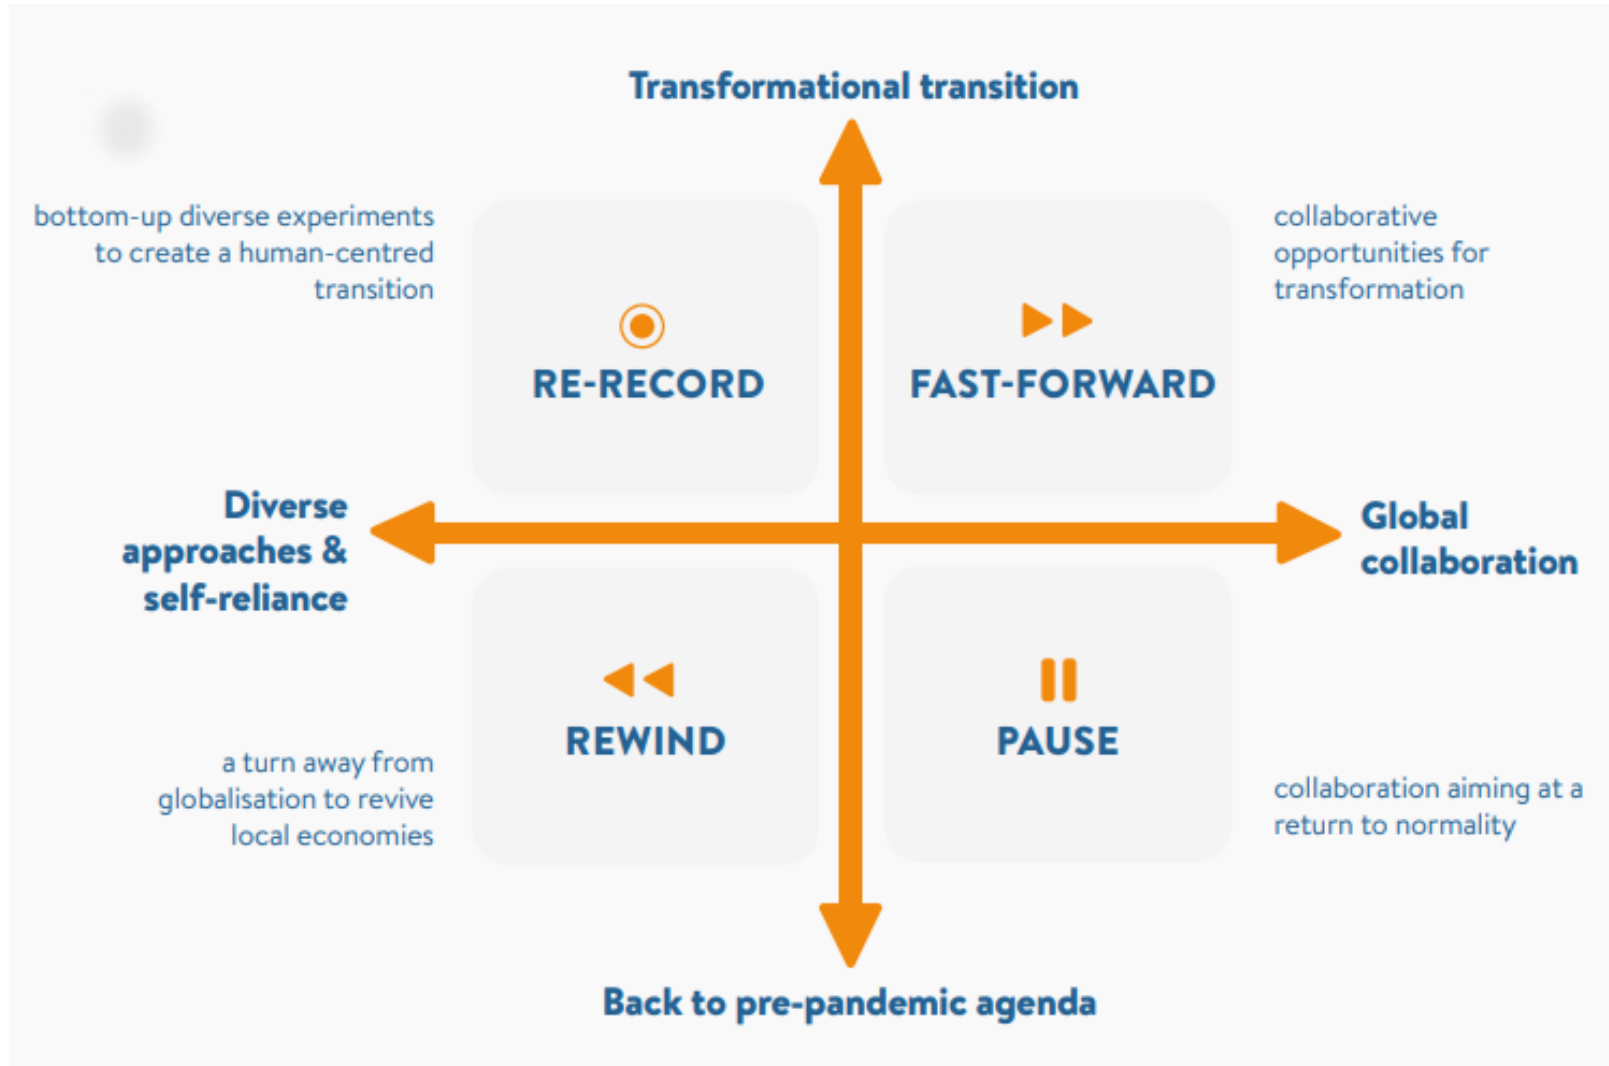 Transformational transition
bottom-up diverse experiments
to create a human-centred
transition
RE-RECORD
FAST-FORWARD
collaborative
opportunities for
transformation
Diverse
approaches &
self-reliance
Global
collaboration
a turn away from
globalisation to revive
local economies
REWIND
PAUSE
collaboration aiming at a
return to normality
Back to pre-pandemic agenda